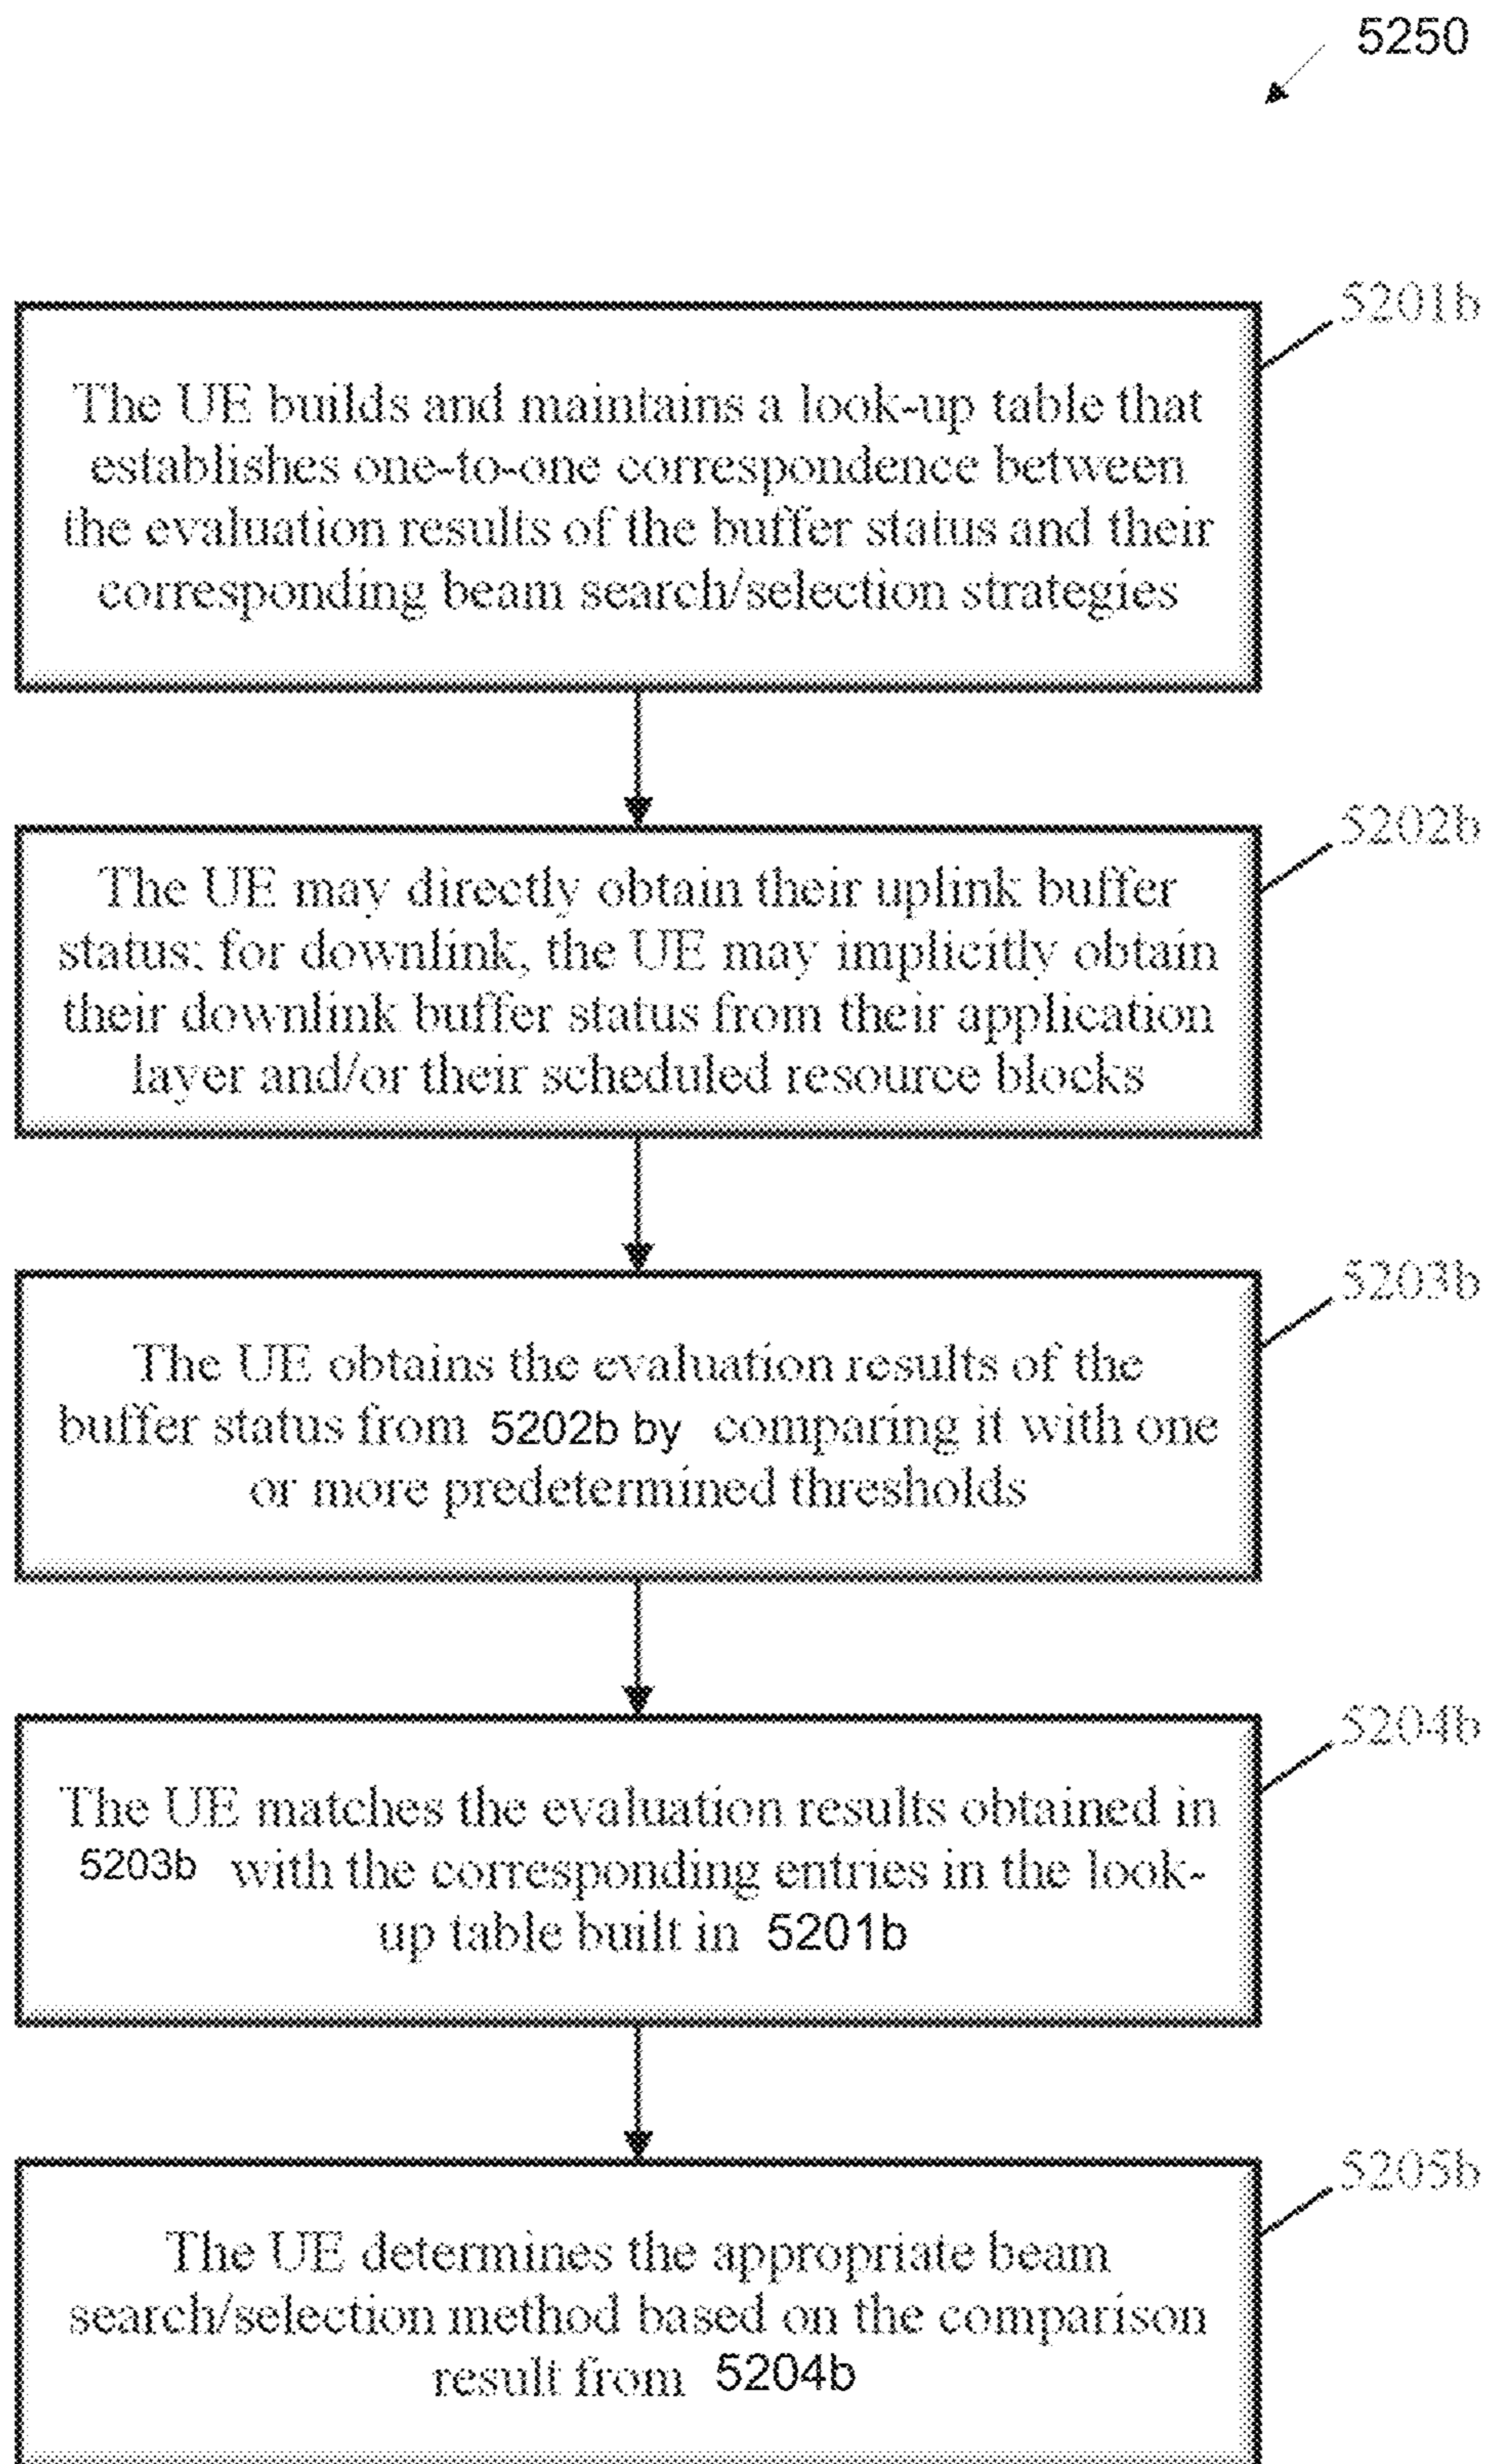 5250
5201b
The UE builds and maintains a look-up table that
establishes one-to-one correspondence between
the evaluation results of the buffer status and their
corresponding beam search/selection strategies
5202b
The UE may directly obtain their uplink buffer
status; for downlink, the UE may implicitly obtain
their downlink buffer status from their application
layer and/or their scheduled resource blocks
5203b
The UE obtains the evaluation results of the
buffer status from 5202b by comparing it with one
or more predetermined thresholds
5204b
The UE matches the evaluation results obtained in
5203b with the corresponding entries in the look-
up table built in 5201b
5205b
The UE determines the appropriate beam
search/selection method based on the comparison
result from 5204b